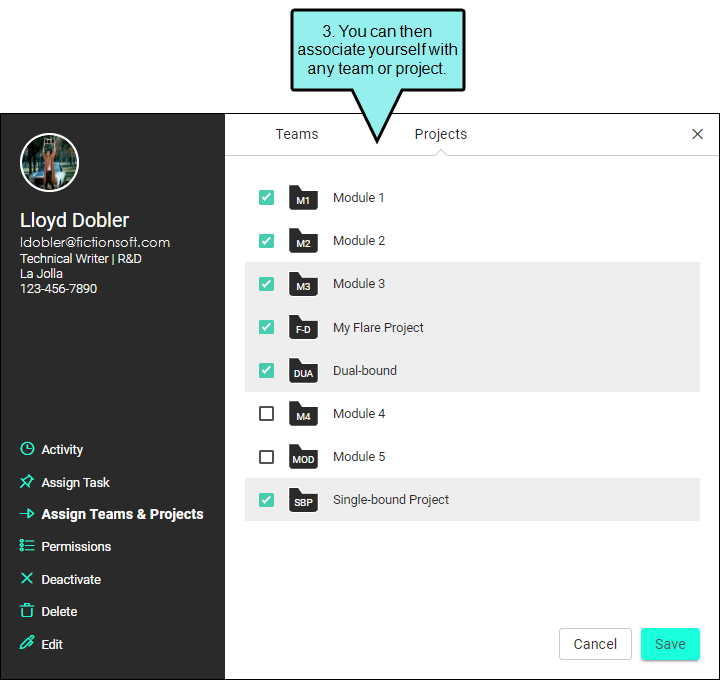 3. You can then
associate yourself with
any team or project.
Teams
Projects
Lloyd Dobler
ldobler@fictionsoft.com
Technical Writer | R&D
La Jolla
123-456-7890
M1 Module 1
M2 Module 2
M3 Module 3
F-D My Flare Project
DUA Dual-bound
M4 Module 4
MOD Module 5
SBP Single-bound Project
Activity
Assign Task
Assign Teams & Projects
Permissions
Deactivate
Delete
Edit
Cancel
Save